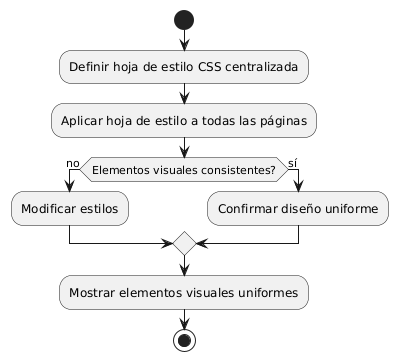 Definir hoja de estilo CSS centralizada
Aplicar hoja de estilo a todas las páginas
no
Elementos visuales consistentes?
sí
Modificar estilos
Confirmar diseño uniforme
Mostrar elementos visuales uniformes